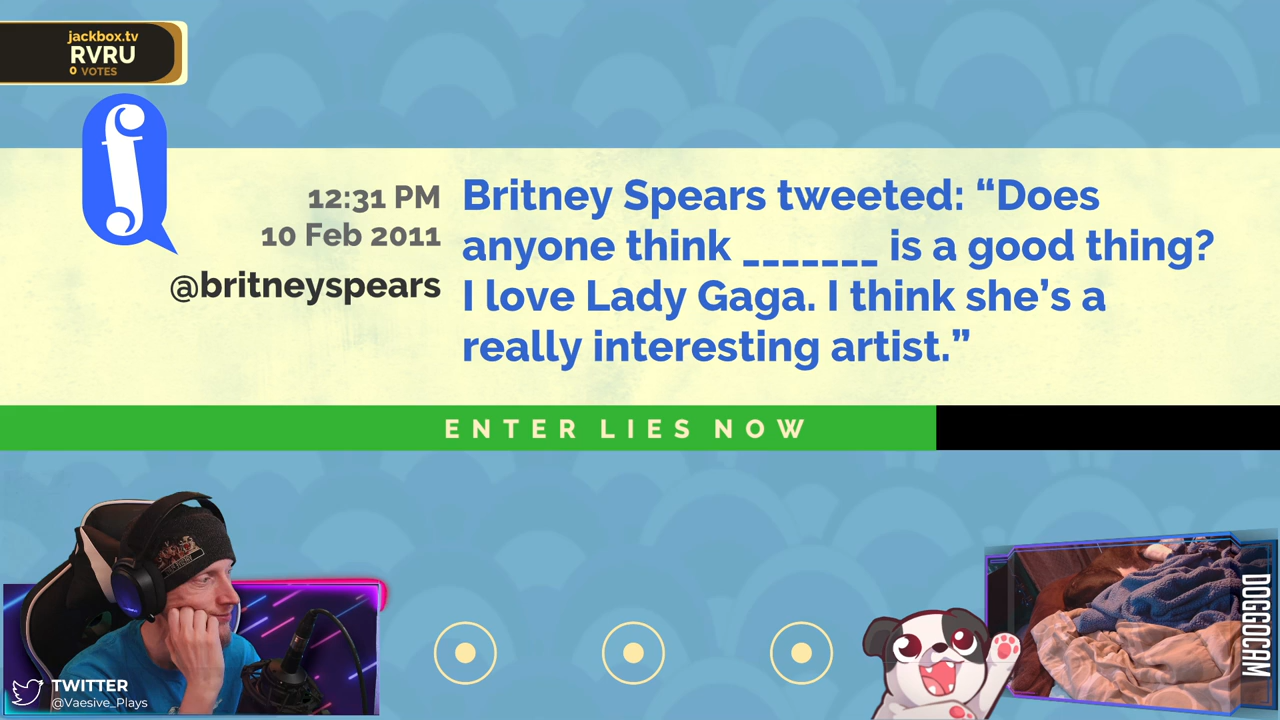 jackbox.tv
RVRU
0 VOTES
f
12:31 PM
10 Feb 2011
@britneyspears
Britney Spears tweeted: “Does
anyone think _______ is a good thing?
I love Lady Gaga. I think she’s a
really interesting artist.”
ENTER LIES NOW
TWITTER
@Vaesive_Plays
DOGGOCAM